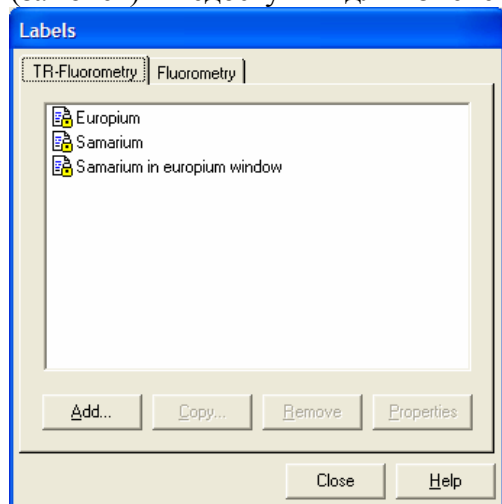 Labels
TR-Fluorometry Fluorometry
Europium
Samarium
Samarium in europium window
Add... Copy... Remove Properties
Close Help